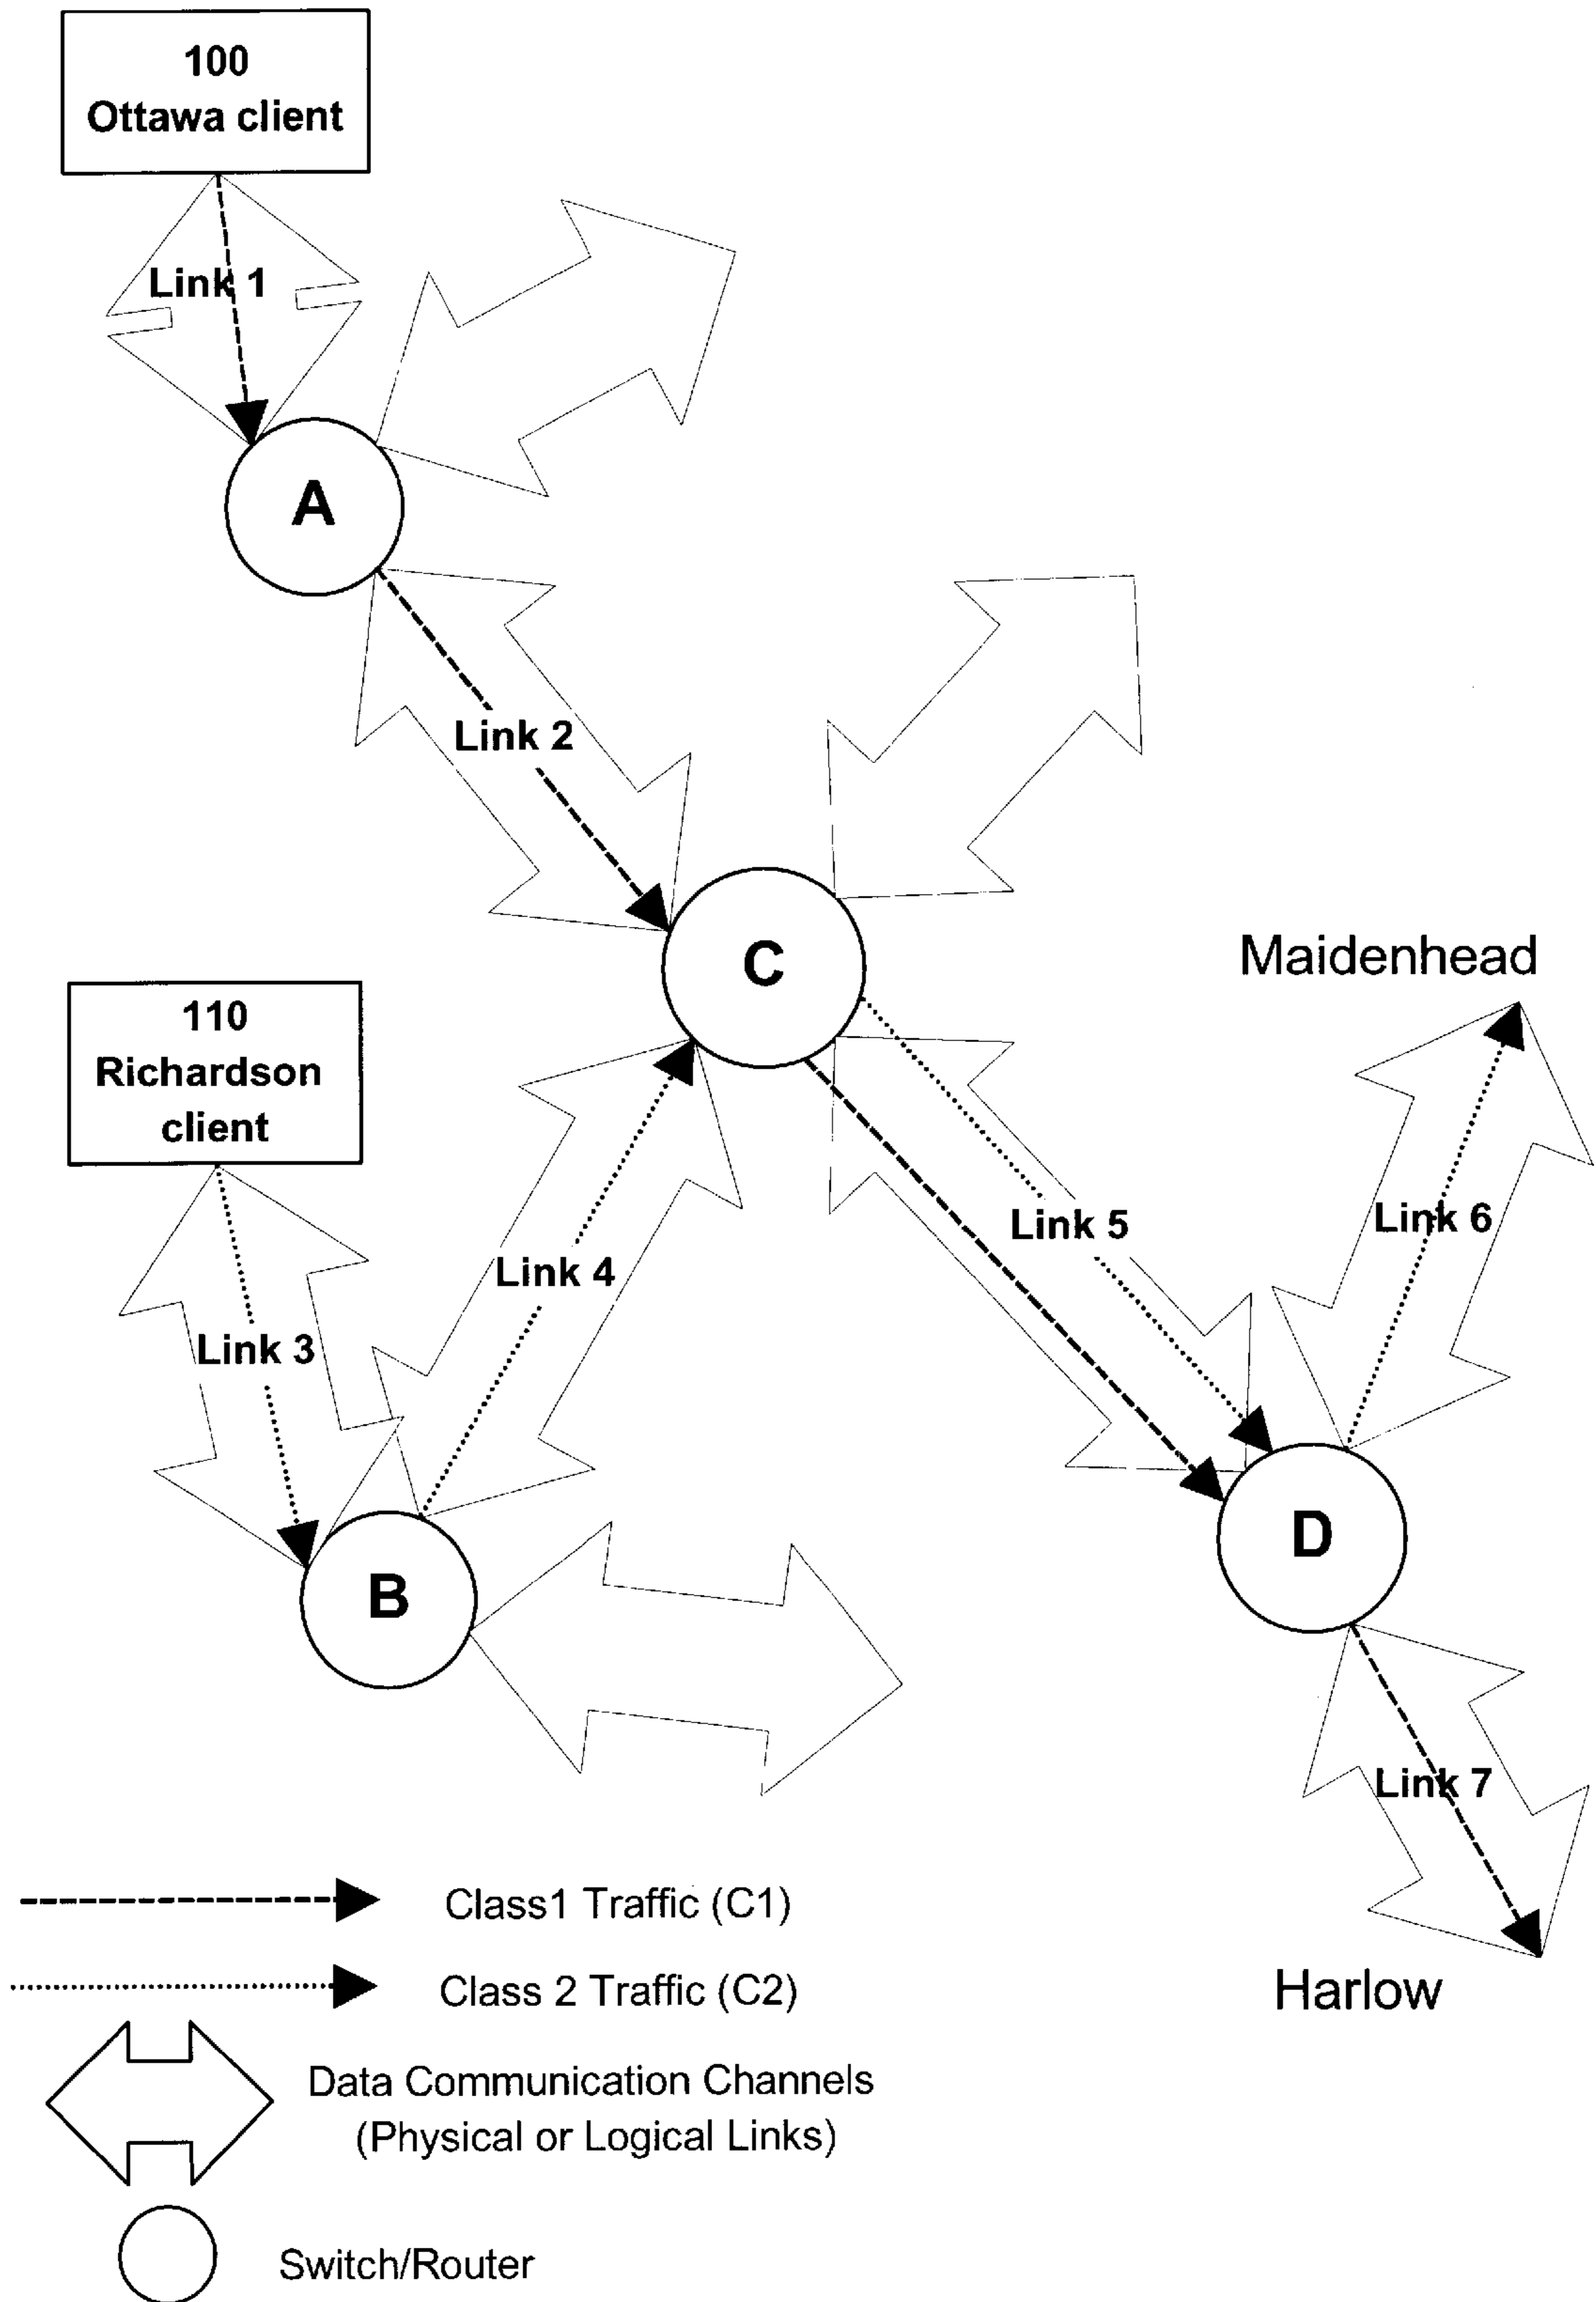 100
Ottawa client
Link 1
A
Link 2
C
Maidenhead
110
Richardson
client
Link 5
Link 6
Link 4
Link 3
D
B
Link 7
Class1 Traffic (C1)
Class 2 Traffic (C2)
Harlow
Data Communication Channels
(Physical or Logical Links)
Switch/Router